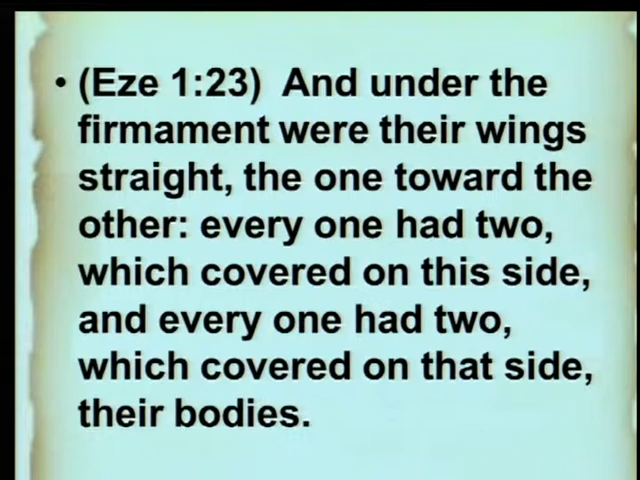 • (Eze 1:23)  And under the
firmament were their wings
straight, the one toward the
other: every one had two,
which covered on this side,
and every one had two,
which covered on that side,
their bodies.